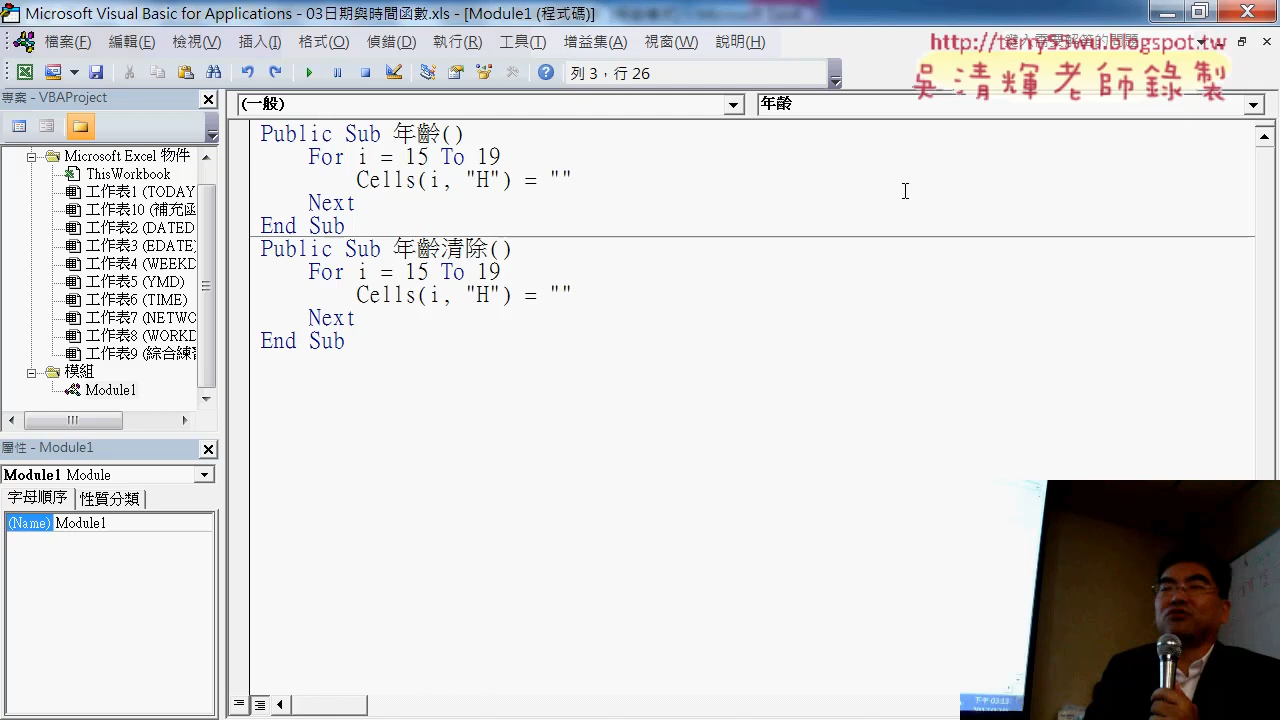 Microsoft Visual Basic for Applications - 03日期與時間函數.xls - [Module1 (程式碼)]
檔案(F) 編輯(E) 檢視(V) 插入(I) 格式(O) 偵錯(D) 執行(R) 工具(T) 增益集(A) 視窗(W) 說明(H)
http://terry55wu.blogspot.tw
吳清輝老師錄製
列 3，行 26
專案 - VBAProject
(一般)
年齡
Microsoft Excel 物件
ThisWorkbook
工作表1 (TODAY
工作表10 (補充函
工作表2 (DATED
工作表3 (EDATE
工作表4 (WEEKD
工作表5 (YMD)
工作表6 (TIME)
工作表7 (NETWO
工作表8 (WORKD
工作表9 (綜合練習
模組
Module1
屬性 - Module1
Module1 Module
字母順序 性質分類
(Name) Module1
Public Sub 年齡()
For i = 15 To 19
Cells(i, "H") = ""
Next
End Sub
Public Sub 年齡清除()
For i = 15 To 19
Cells(i, "H") = ""
Next
End Sub